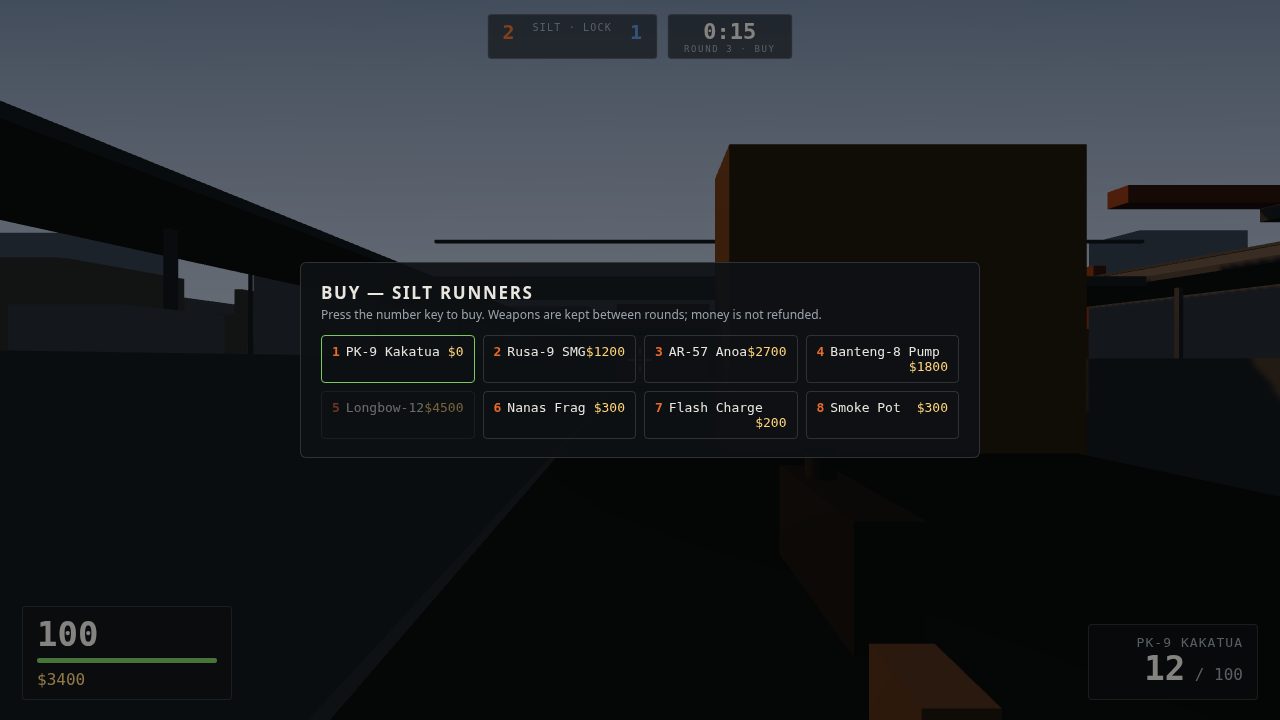 2 SILT · LOCK 1
0:15
ROUND 3 · BUY
BUY — SILT RUNNERS
Press the number key to buy. Weapons are kept between rounds; money is not refunded.
1 PK-9 Kakatua $0
2 Rusa-9 SMG $1200
3 AR-57 Anoa $2700
4 Banteng-8 Pump
$1800
5 Longbow-12 $4500
6 Nanas Frag $300
7 Flash Charge
$200
8 Smoke Pot $300
100
$3400
PK-9 KAKATUA
12 / 100